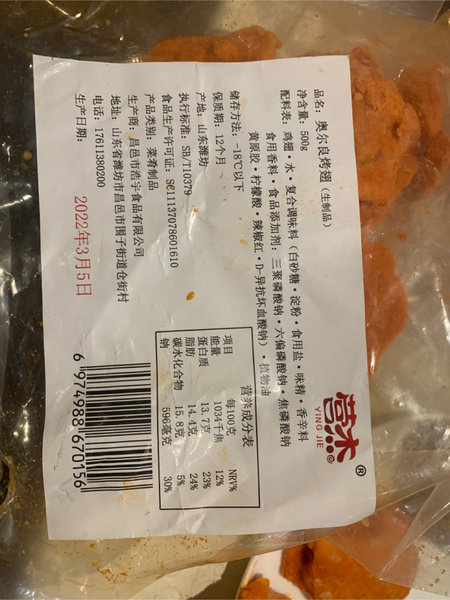 营杰®
YING JIE
品名：奥尔良烤翅（生制品）
净含量：500g
配料表：鸡翅·水·复合调味料（白砂糖·淀粉·食用盐·味精·香辛料
食用香料·食品添加剂：三聚磷酸钠·六偏磷酸钠·焦磷酸钠
黄原胶·柠檬酸·辣椒红·D-异抗坏血酸钠）·植物油
储存方法：-18℃以下
保质期：12个月
产地：山东潍坊
执行标准：SB/T10379
食品生产许可证：SC11137078601610
产品类别：菜肴制品
生产商：昌邑市浩宇食品有限公司
地址：山东省潍坊市昌邑市围子街道仓街村
电话：17611380200
生产日期：
2022年3月5日
营养成分表
项目 每100克 NRV%
能量 1034千焦 12%
蛋白质 13.7克 23%
脂肪 14.4克 24%
碳水化合物 15.8克 5%
钠 596毫克 30%
6 974988 670156